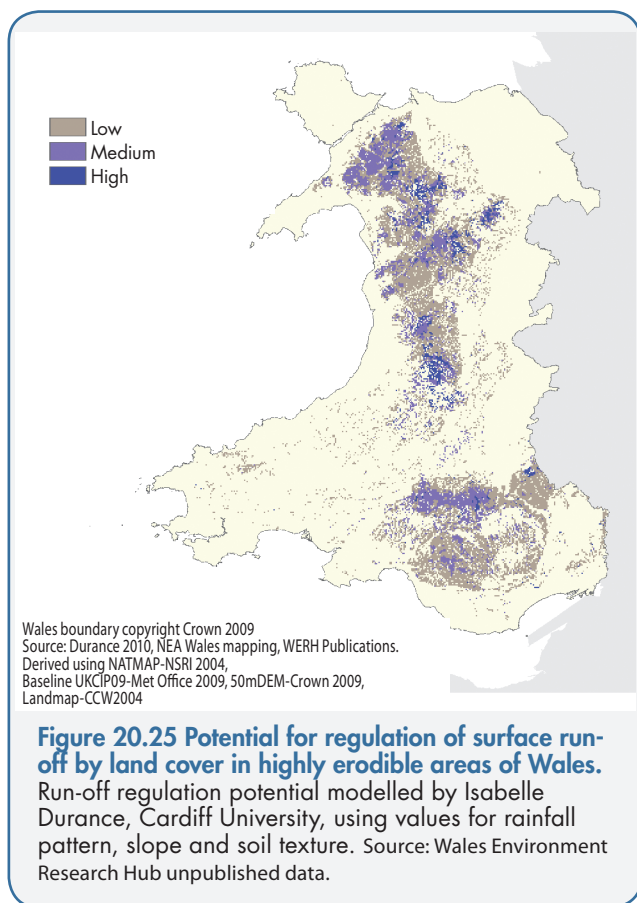 Low
Medium
High
Wales boundary copyright Crown 2009
Source: Durance 2010, NEA Wales mapping, WERH Publications.
Derived using NATMAP-NSRI 2004,
Baseline UKCIP09-Met Office 2009, 50mDEM-Crown 2009,
Landmap-CCW2004
Figure 20.25 Potential for regulation of surface run-
off by land cover in highly erodible areas of Wales.
Run-off regulation potential modelled by Isabelle
Durance, Cardiff University, using values for rainfall
pattern, slope and soil texture. Source: Wales Environment
Research Hub unpublished data.